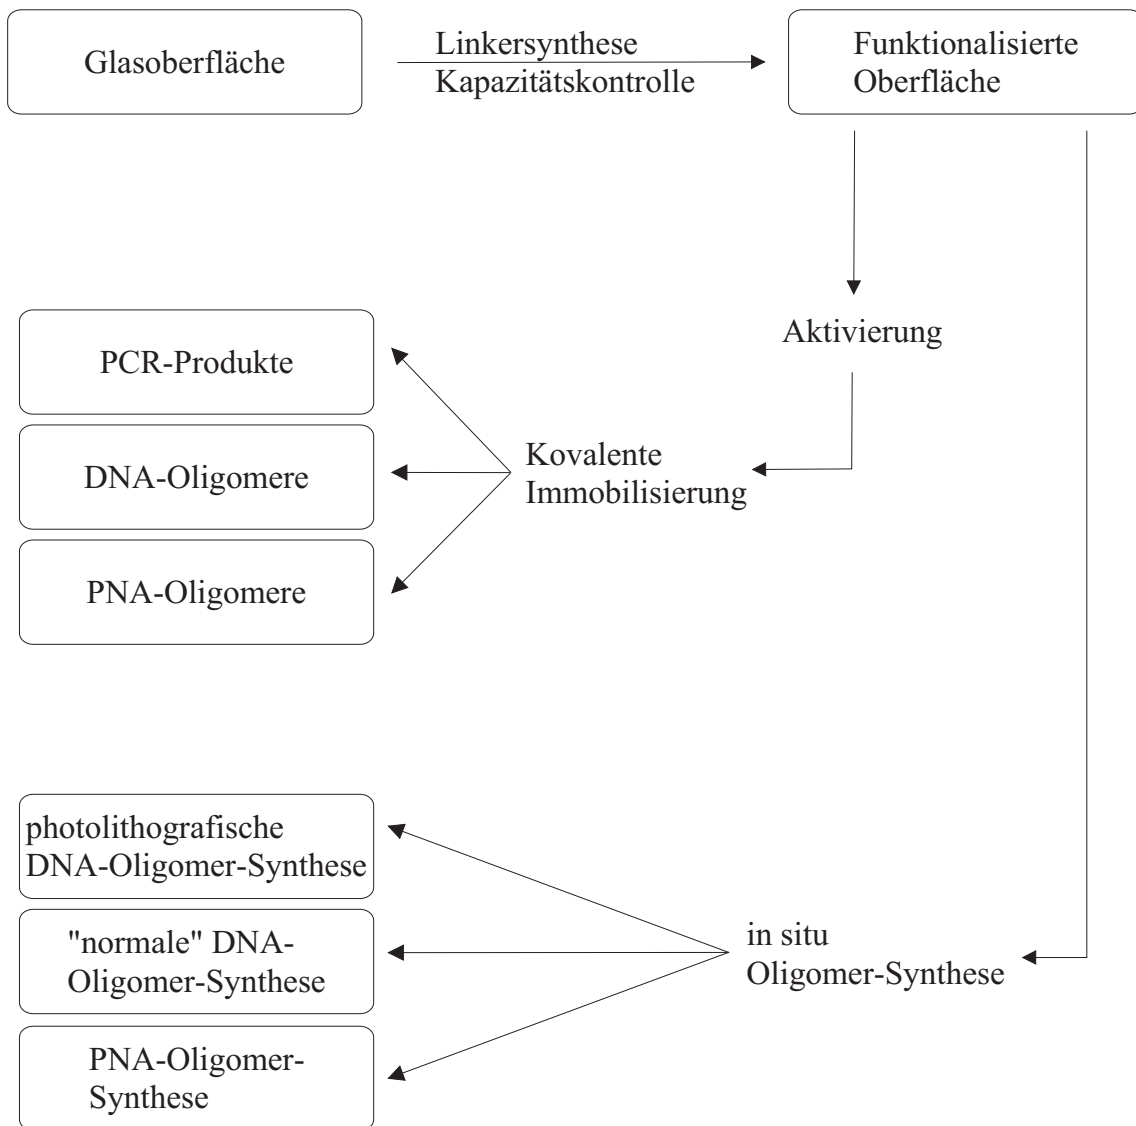 Glasoberfläche
Linkersynthese
Kapazitätskontrolle
Funktionalisierte
Oberfläche
Aktivierung
PCR-Produkte
DNA-Oligomere
PNA-Oligomere
Kovalente
Immobilisierung
photolithografische
DNA-Oligomer-Synthese
"normale" DNA-
Oligomer-Synthese
PNA-Oligomer-
Synthese
in situ
Oligomer-Synthese